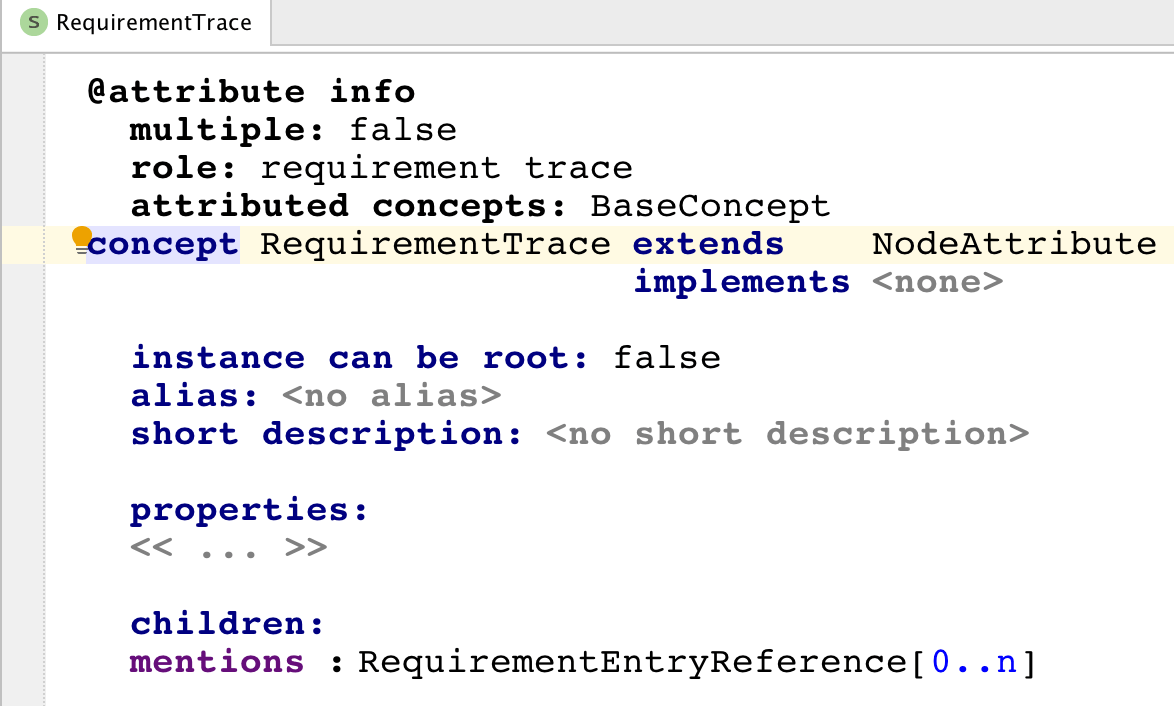 S RequirementTrace
@attribute info
multiple: false
role: requirement trace
attributed concepts: BaseConcept
concept RequirementTrace extends NodeAttribute
implements <none>
instance can be root: false
alias: <no alias>
short description: <no short description>
properties:
<< ... >>
children:
mentions : RequirementEntryReference[0..n]